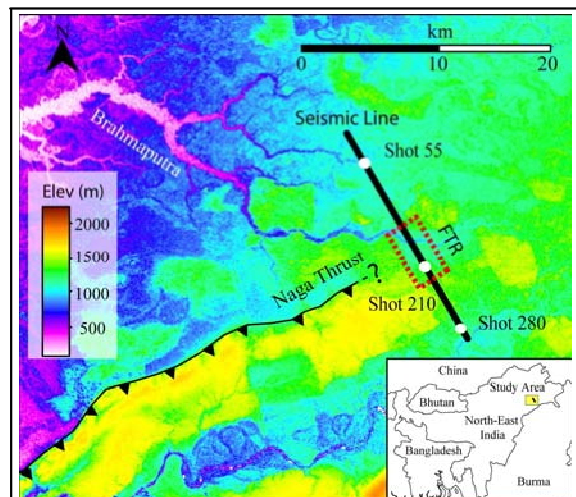 km
0
10
20
Seismic Line
Shot 55
Brahmaputra
Elev (m)
2000
1500
1000
500
FTR
Naga Thrust - ?
Shot 210
Shot 280
China
Study Area
Bhutan
North-East
India
Bangladesh
Burma